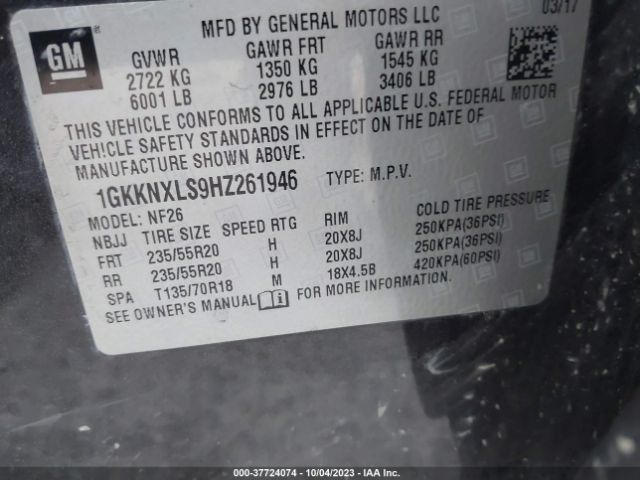 MFD BY GENERAL MOTORS LLC
03/17
GM
GVWR GAWR FRT GAWR RR
2722 KG 1350 KG 1545 KG
6001 LB 2976 LB 3406 LB
THIS VEHICLE CONFORMS TO ALL APPLICABLE U.S. FEDERAL MOTOR
VEHICLE SAFETY STANDARDS IN EFFECT ON THE DATE OF
MANUFACTURE SHOWN ABOVE.
1GKKNXLS9HZ261946 TYPE: M.P.V.
MODEL: NF26
NBJJ TIRE SIZE SPEED RTG RIM COLD TIRE PRESSURE
FRT 235/55R20 H 20X8J 250KPA(36PSI)
RR 235/55R20 H 20X8J 250KPA(36PSI)
SPA T135/70R18 M 18X4.5B 420KPA(60PSI)
SEE OWNER'S MANUAL FOR MORE INFORMATION.
000-37724074 | 10/04/2023 | IAA Inc.